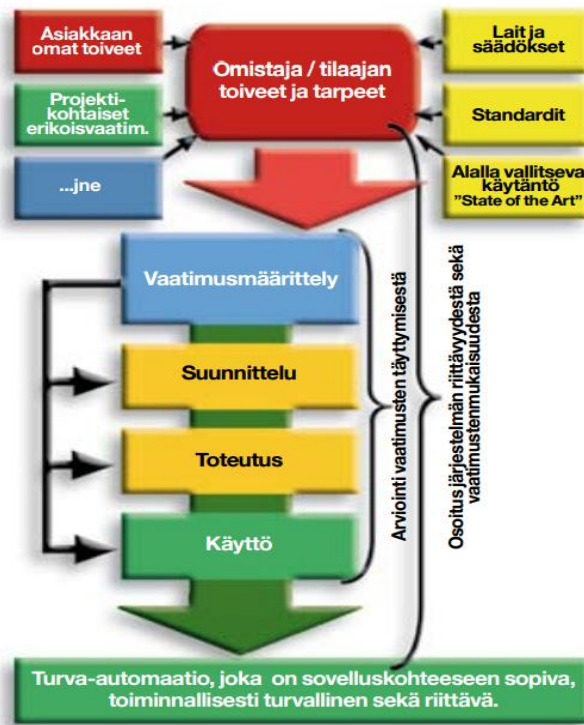 Asiakkaan
omat toiveet
Projekti-
kohtaiset
erikoisvaatim.
...jne
Omistaja / tilaajan
toiveet ja tarpeet
Lait ja
säädökset
Standardit
Alalla vallitseva
käytäntö
"State of the Art"
Vaatimusmäärittely
Suunnittelu
Toteutus
Käyttö
Arviointi vaatimusten täyttymisestä
Osoitus järjestelmän riittävyydestä sekä
vaatimustenmukaisuudesta
Turva-automaatio, joka on sovelluskohteeseen sopiva,
toiminnallisesti turvallinen sekä riittävä.